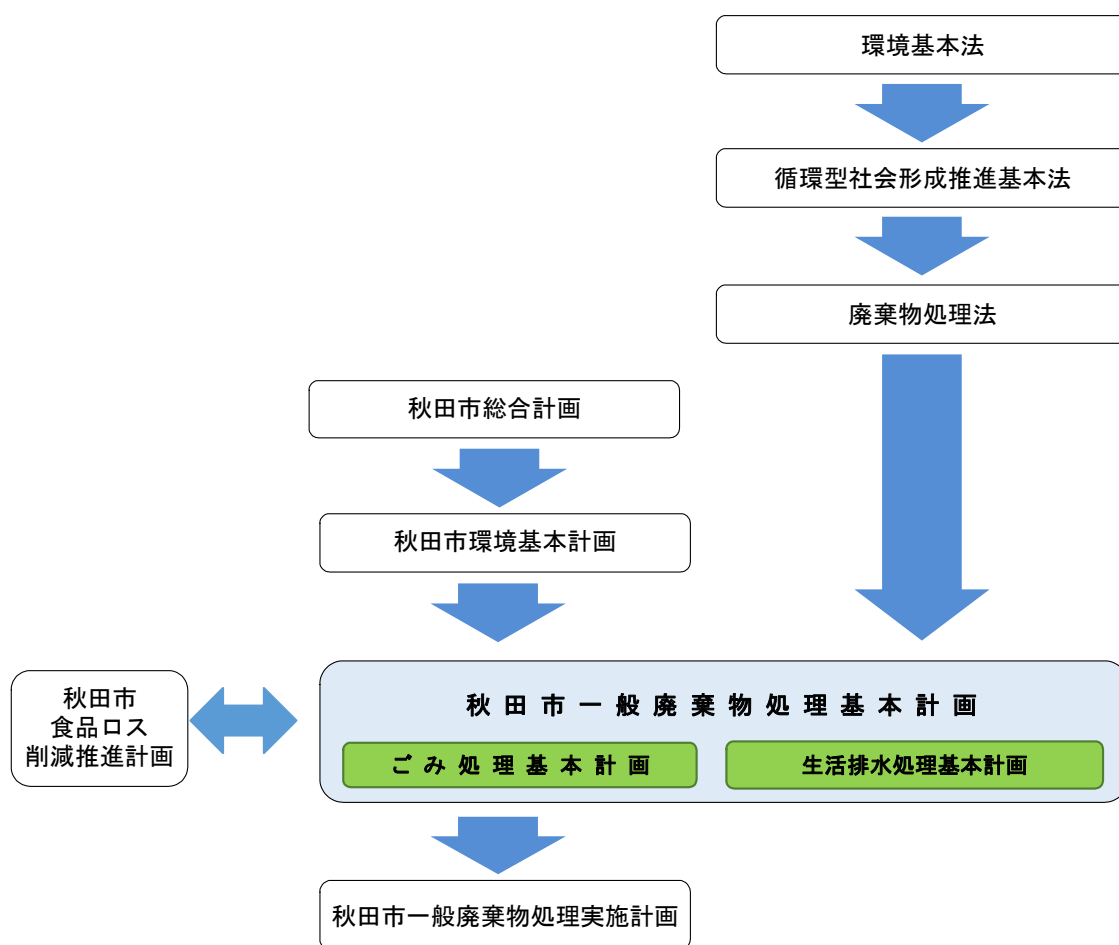 環境基本法
循環型社会形成推進基本法
廃棄物処理法
秋田市総合計画
秋田市環境基本計画
秋田市
食品ロス
削減推進計画
秋田市一般廃棄物処理基本計画
ごみ処理基本計画
生活排水処理基本計画
秋田市一般廃棄物処理実施計画